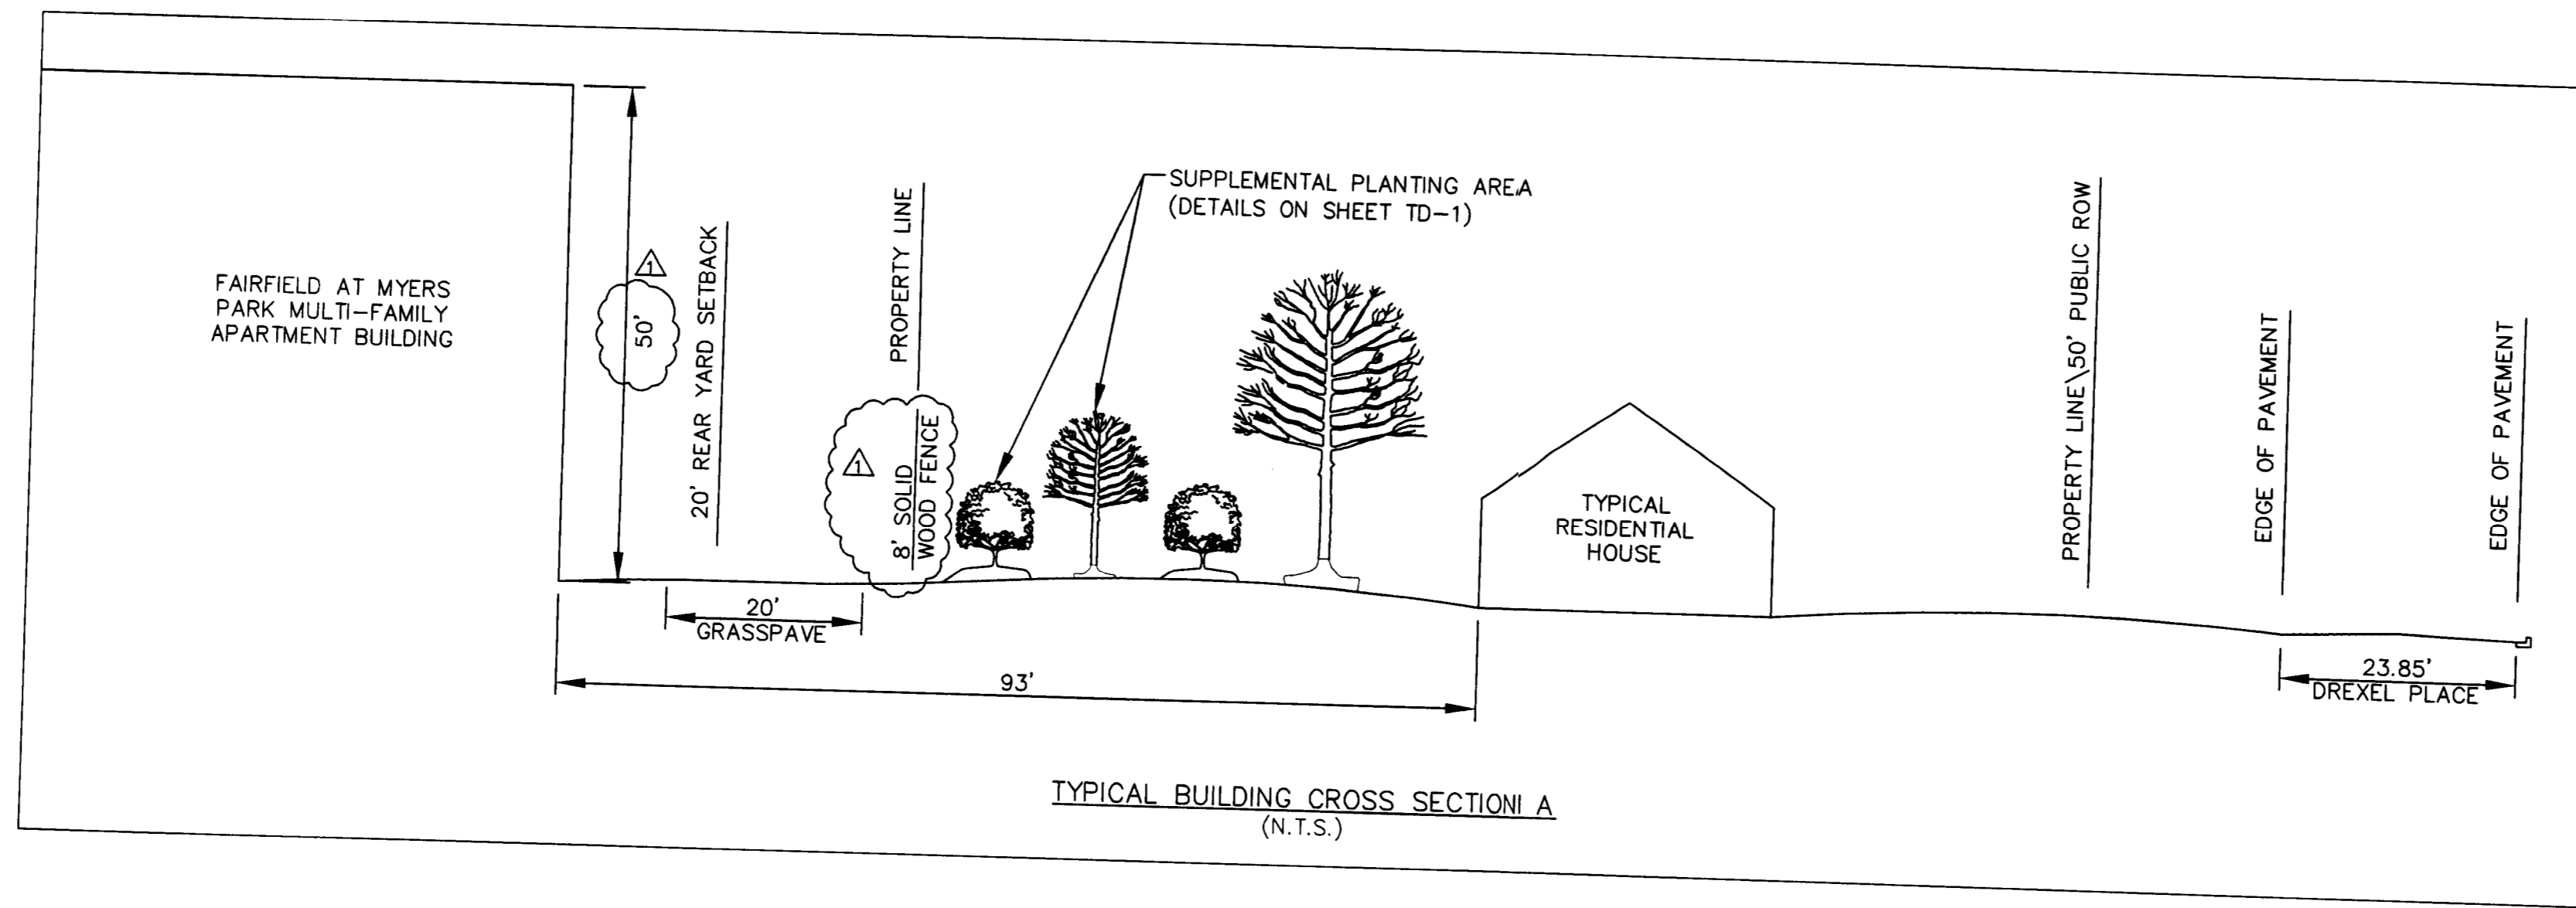 FAIRFIELD AT MYERS
PARK MULTI-FAMILY
APARTMENT BUILDING
1
50'
20' REAR YARD SETBACK
PROPERTY LINE
1
8' SOLID
WOOD FENCE
SUPPLEMENTAL PLANTING AREA
(DETAILS ON SHEET TD-1)
TYPICAL
RESIDENTIAL
HOUSE
PROPERTY LINE\50' PUBLIC ROW
EDGE OF PAVEMENT
EDGE OF PAVEMENT
20'
GRASSPAVE
93'
23.85'
DREXEL PLACE
TYPICAL BUILDING CROSS SECTIONI A
(N.T.S.)